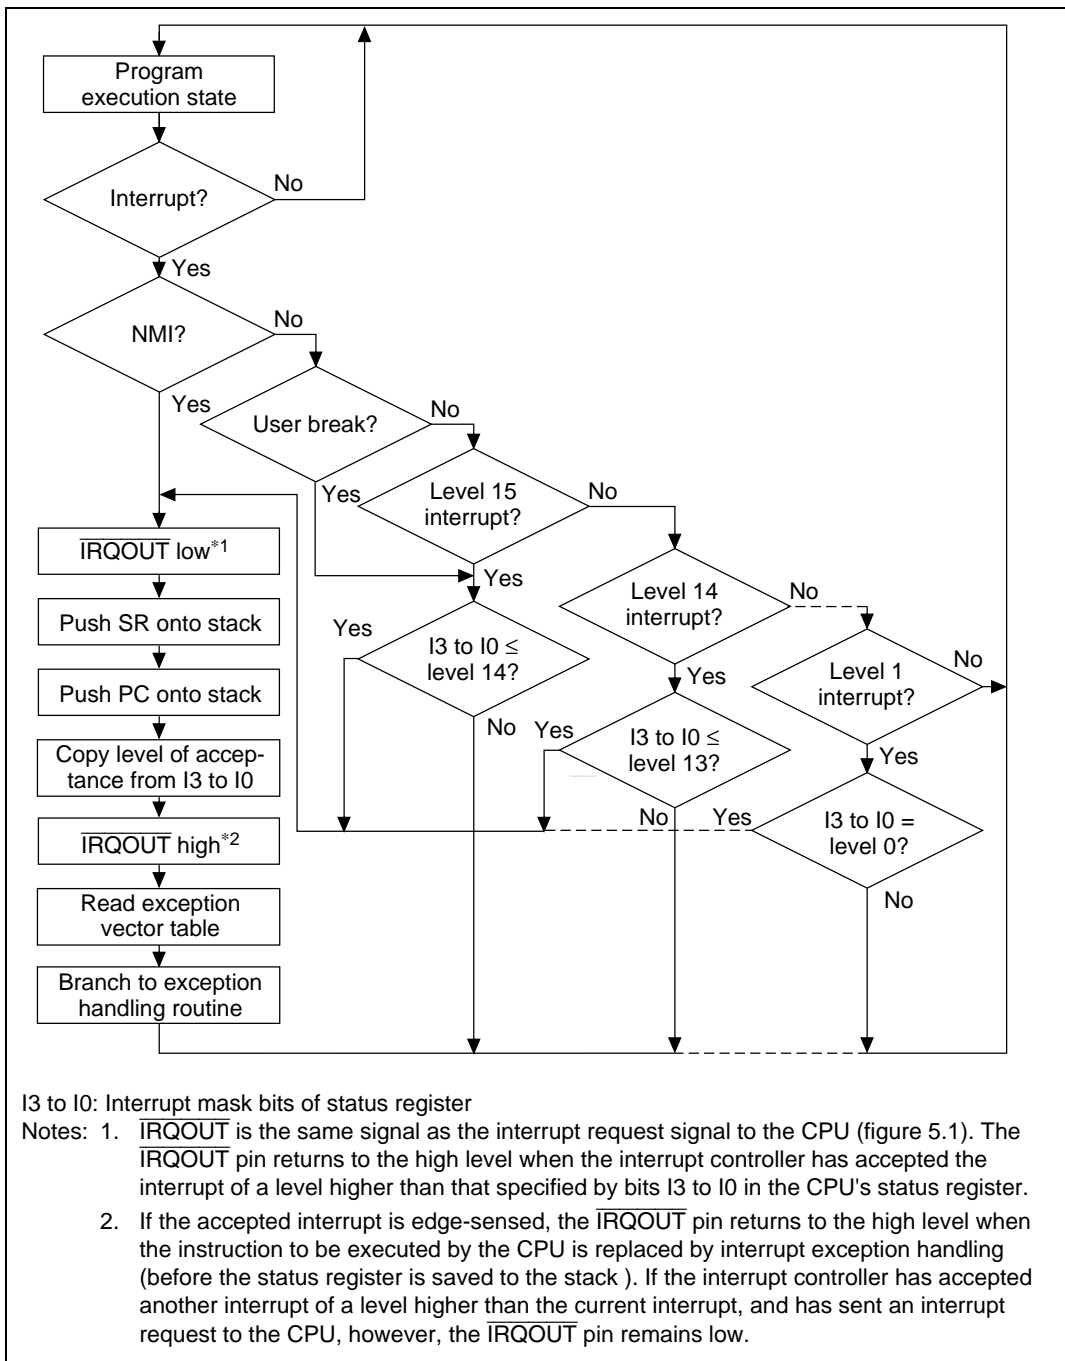 Program
execution state
Interrupt?
No
Yes
NMI?
No
Yes
User break?
No
Yes
Level 15
interrupt?
No
Yes
Level 14
interrupt?
No
Yes
Level 1
interrupt?
No
Yes
I3 to I0 ≤
level 14?
Yes
No
I3 to I0 ≤
level 13?
Yes
No
I3 to I0 =
level 0?
Yes
No
IRQOUT low*1
Push SR onto stack
Push PC onto stack
Copy level of accep-
tance from I3 to I0
IRQOUT high*2
Read exception
vector table
Branch to exception
handling routine
I3 to I0: Interrupt mask bits of status register
Notes: 1. IRQOUT is the same signal as the interrupt request signal to the CPU (figure 5.1). The
IRQOUT pin returns to the high level when the interrupt controller has accepted the
interrupt of a level higher than that specified by bits I3 to I0 in the CPU's status register.
2. If the accepted interrupt is edge-sensed, the IRQOUT pin returns to the high level when
the instruction to be executed by the CPU is replaced by interrupt exception handling
(before the status register is saved to the stack ). If the interrupt controller has accepted
another interrupt of a level higher than the current interrupt, and has sent an interrupt
request to the CPU, however, the IRQOUT pin remains low.